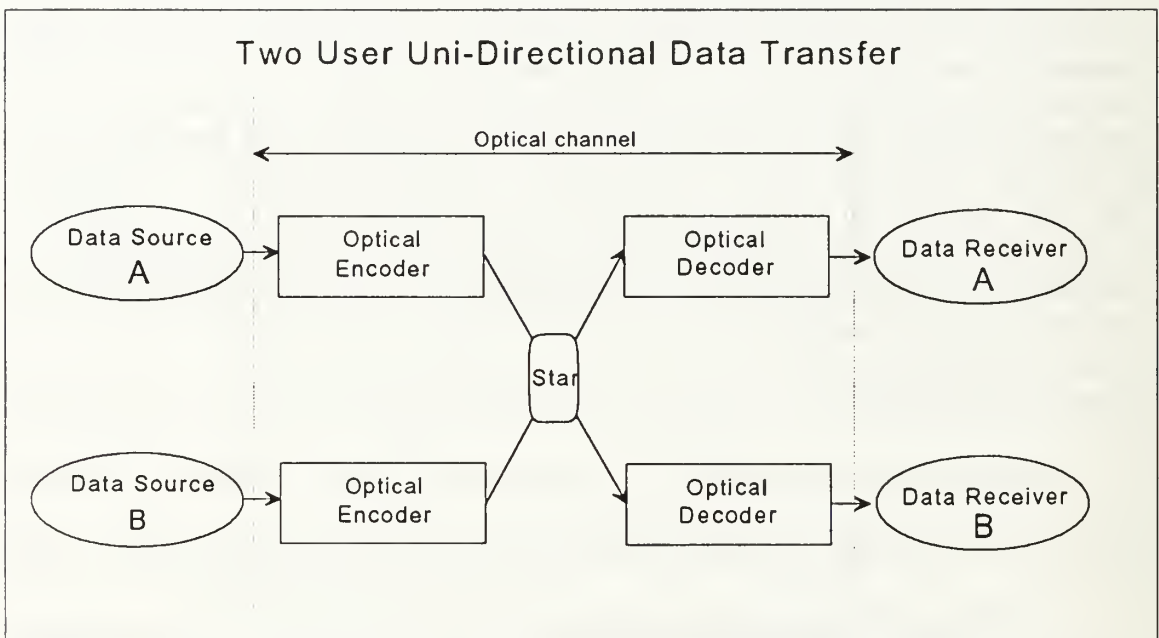 Two User Uni-Directional Data Transfer
Optical channel
Data Source
A
Optical
Encoder
Optical
Decoder
Data Receiver
A
Star
Data Source
B
Optical
Encoder
Optical
Decoder
Data Receiver
B